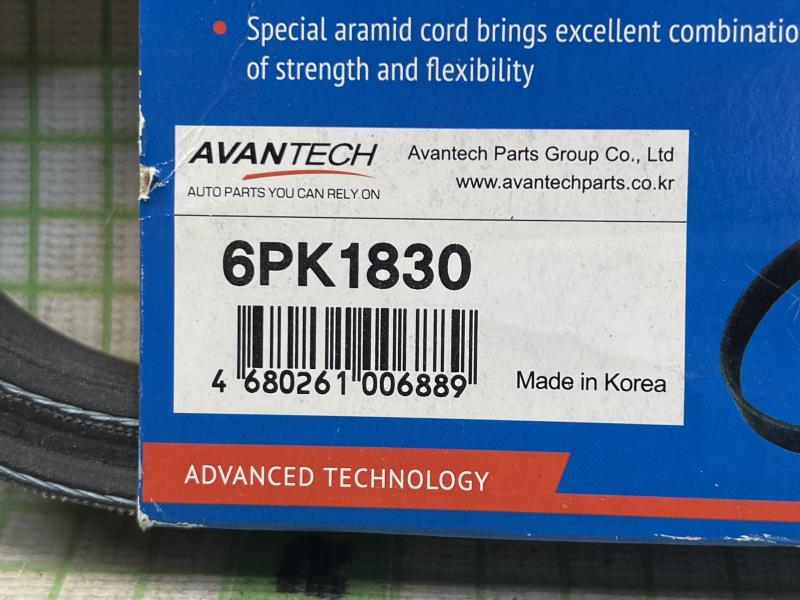 Special aramid cord brings excellent
of strength and flexibility
AVANTECH
AUTO PARTS YOU CAN RELY ON
Avantech Parts Group Co., Ltd
www.avantechparts.co.kr
6PK1830
4 680261 006889
Made in Korea
ADVANCED TECHNOLOGY